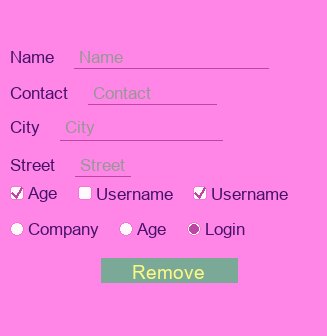 Name Name
Contact Contact
City City
Street Street
Age Username Username
Company Age Login
Remove